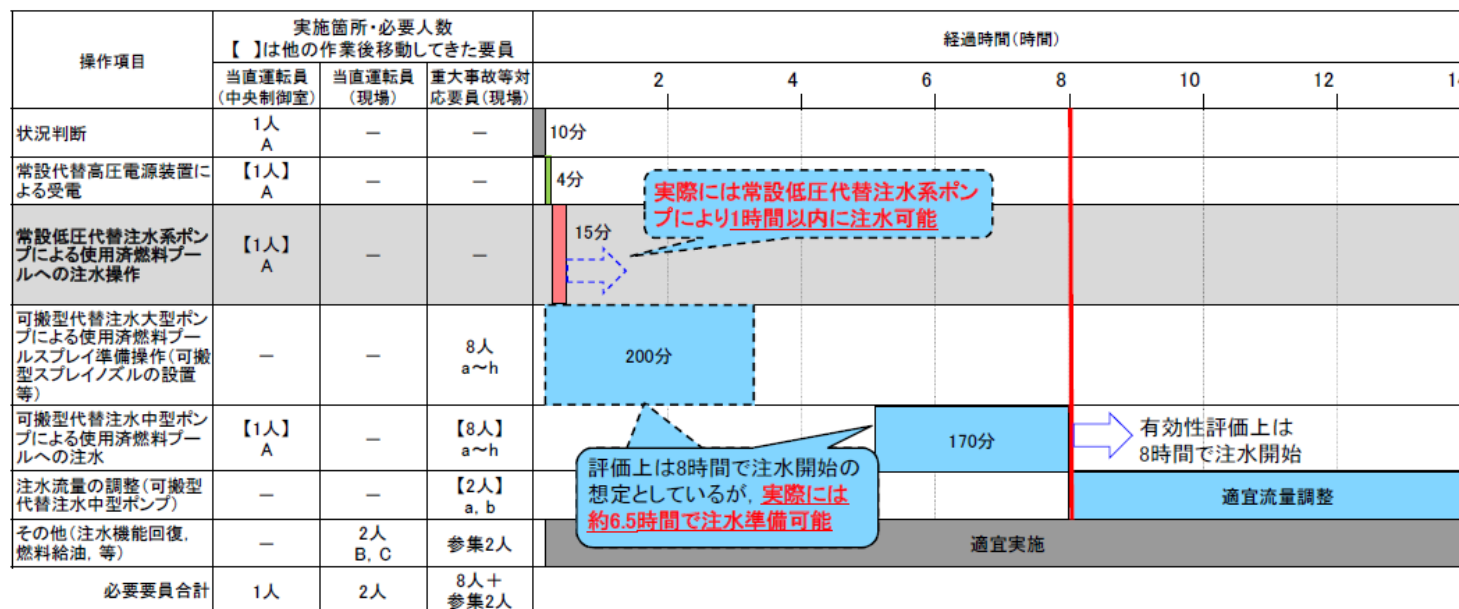 操作項目
実施箇所・必要人数
【　】は他の作業後移動してきた要員
経過時間(時間)
当直運転員
(中央制御室)
当直運転員
(現場)
重大事故等対
応要員(現場)
2
4
6
8
10
12
14
状況判断
1人
A
－
－
10分
常設代替高圧電源装置に
よる受電
【1人】
A
－
－
4分
実際には常設低圧代替注水系ポン
プにより1時間以内に注水可能
常設低圧代替注水系ポン
プによる使用済燃料プー
ルへの注水操作
【1人】
A
－
－
15分
可搬型代替注水大型ポン
プによる使用済燃料プー
ルスプレイ準備操作(可搬
型スプレイノズルの設置
等)
－
－
8人
a～h
200分
可搬型代替注水中型ポン
プによる使用済燃料プー
ルへの注水
【1人】
A
－
【8人】
a～h
170分
有効性評価上は
8時間で注水開始
評価上は8時間で注水開始の
想定としているが，実際には
約6.5時間で注水準備可能
注水流量の調整(可搬型
代替注水中型ポンプ)
－
－
【2人】
a, b
適宜流量調整
その他(注水機能回復，
燃料給油，等)
－
2人
B, C
参集2人
適宜実施
必要要員合計
1人
2人
8人＋
参集2人